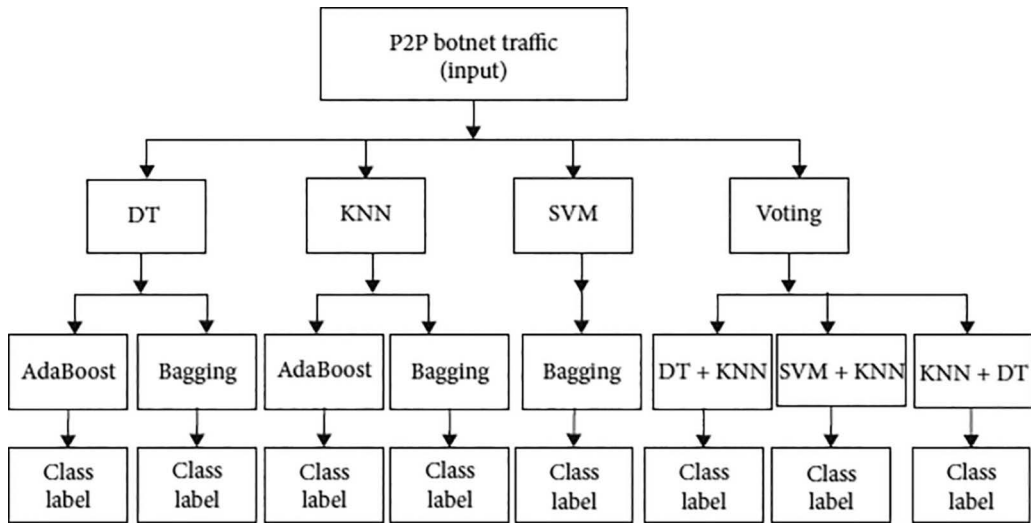 P2P botnet traffic
(input)
DT
KNN
SVM
Voting
AdaBoost
Bagging
AdaBoost
Bagging
Bagging
DT + KNN
SVM + KNN
KNN + DT
Class
label
Class
label
Class
label
Class
label
Class
label
Class
label
Class
label
Class
label